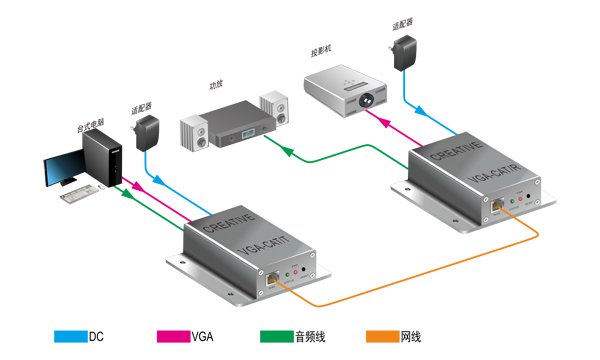 适配器
投影机
功放
适配器
台式电脑
CREATIVE
VGA-CAT/R
CREATIVE
VGA-CAT/T
DC
VGA
音频线
网线